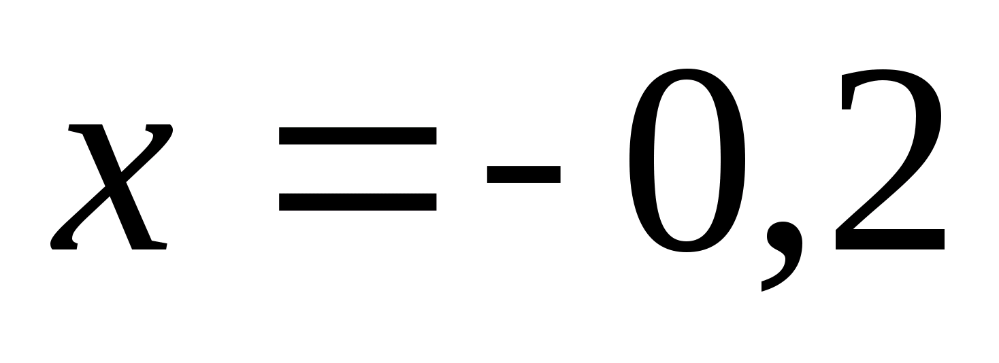 x = - 0,2